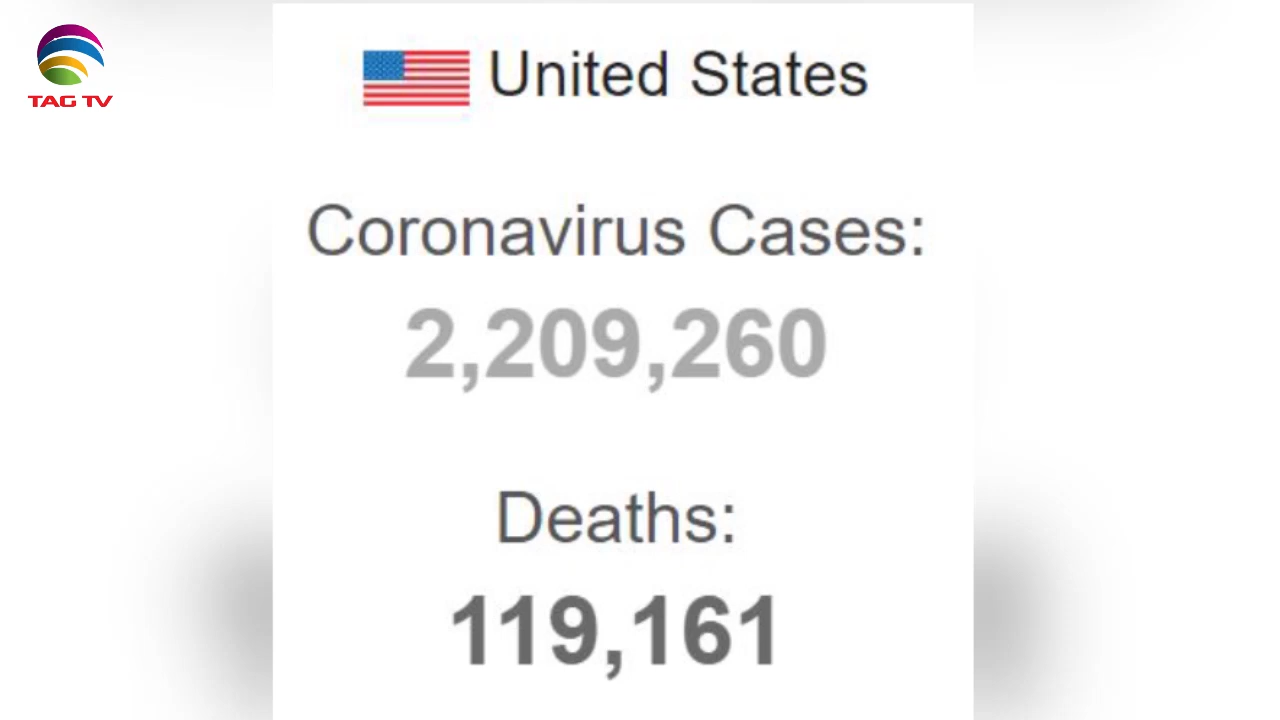 TAG TV
United States
Coronavirus Cases:
2,209,260
Deaths:
119,161